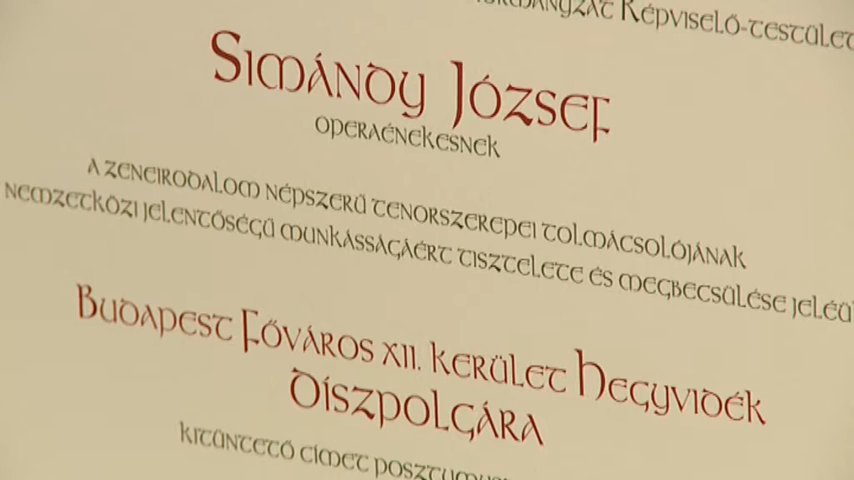 Képviselő-testület
Simándy József
operaénekesnek
a zeneirodalom népszerű tenorszerepei tolmácsolójának
nemzetközi jelentőségű munkásságáért tisztelete és megbecsülése jeléül
Budapest Főváros XII. kerület Hegyvidék
Díszpolgára
kitüntető címet